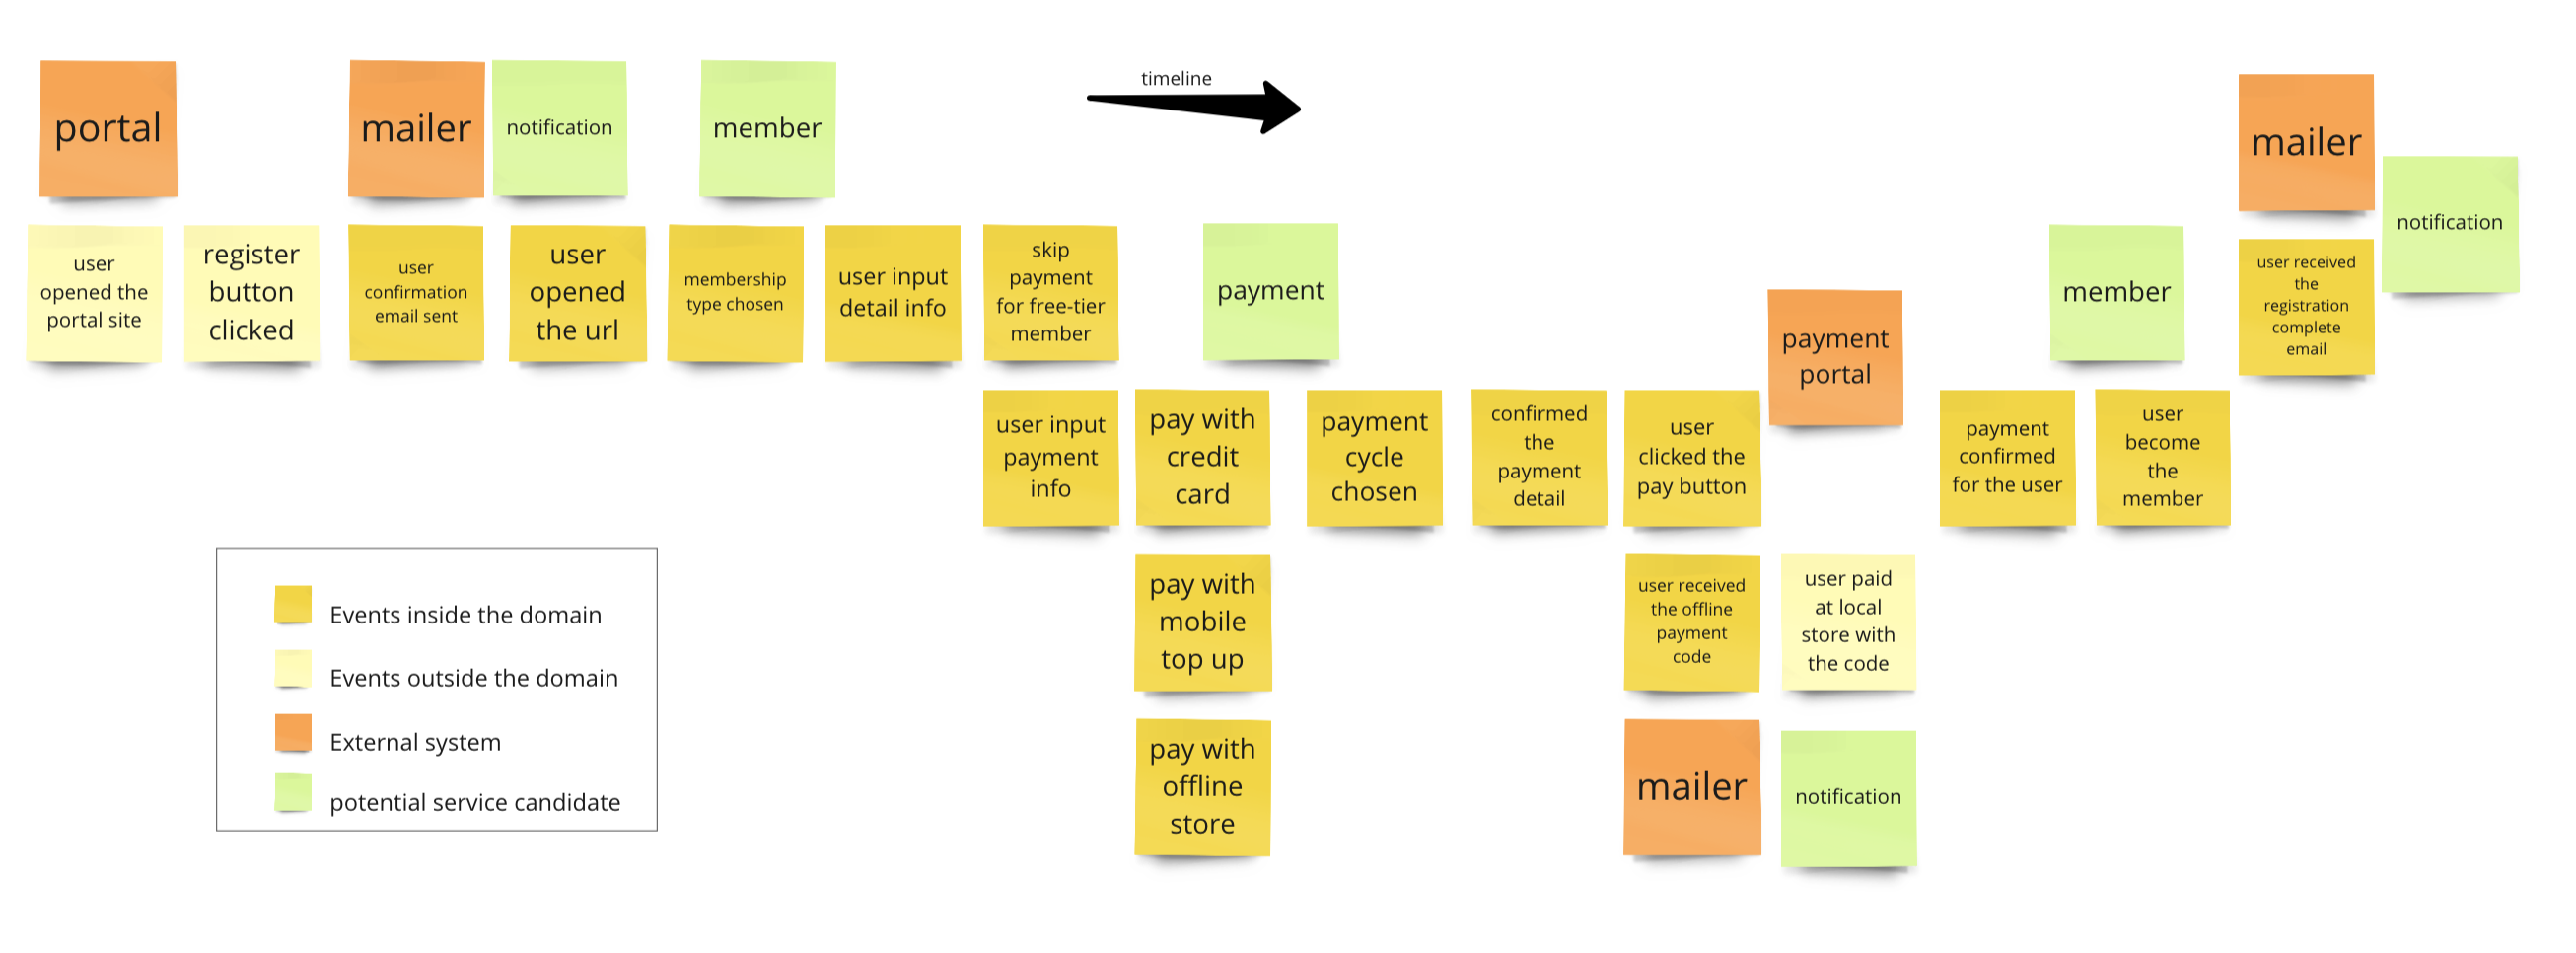 portal
mailer
notification
member
timeline
mailer
notification
user
opened the
portal site
register
button
clicked
user
confirmation
email sent
user
opened
the url
membership
type chosen
user input
detail info
skip
payment
for free-tier
member
payment
payment
portal
member
user received
the
registration
complete
email
user input
payment
info
pay with
credit
card
payment
cycle
chosen
confirmed
the
payment
detail
user
clicked the
pay button
payment
confirmed
for the user
user
become
the
member
pay with
mobile
top up
user received
the offline
payment
code
user paid
at local
store with
the code
pay with
offline
store
mailer
notification
Events inside the domain
Events outside the domain
External system
potential service candidate